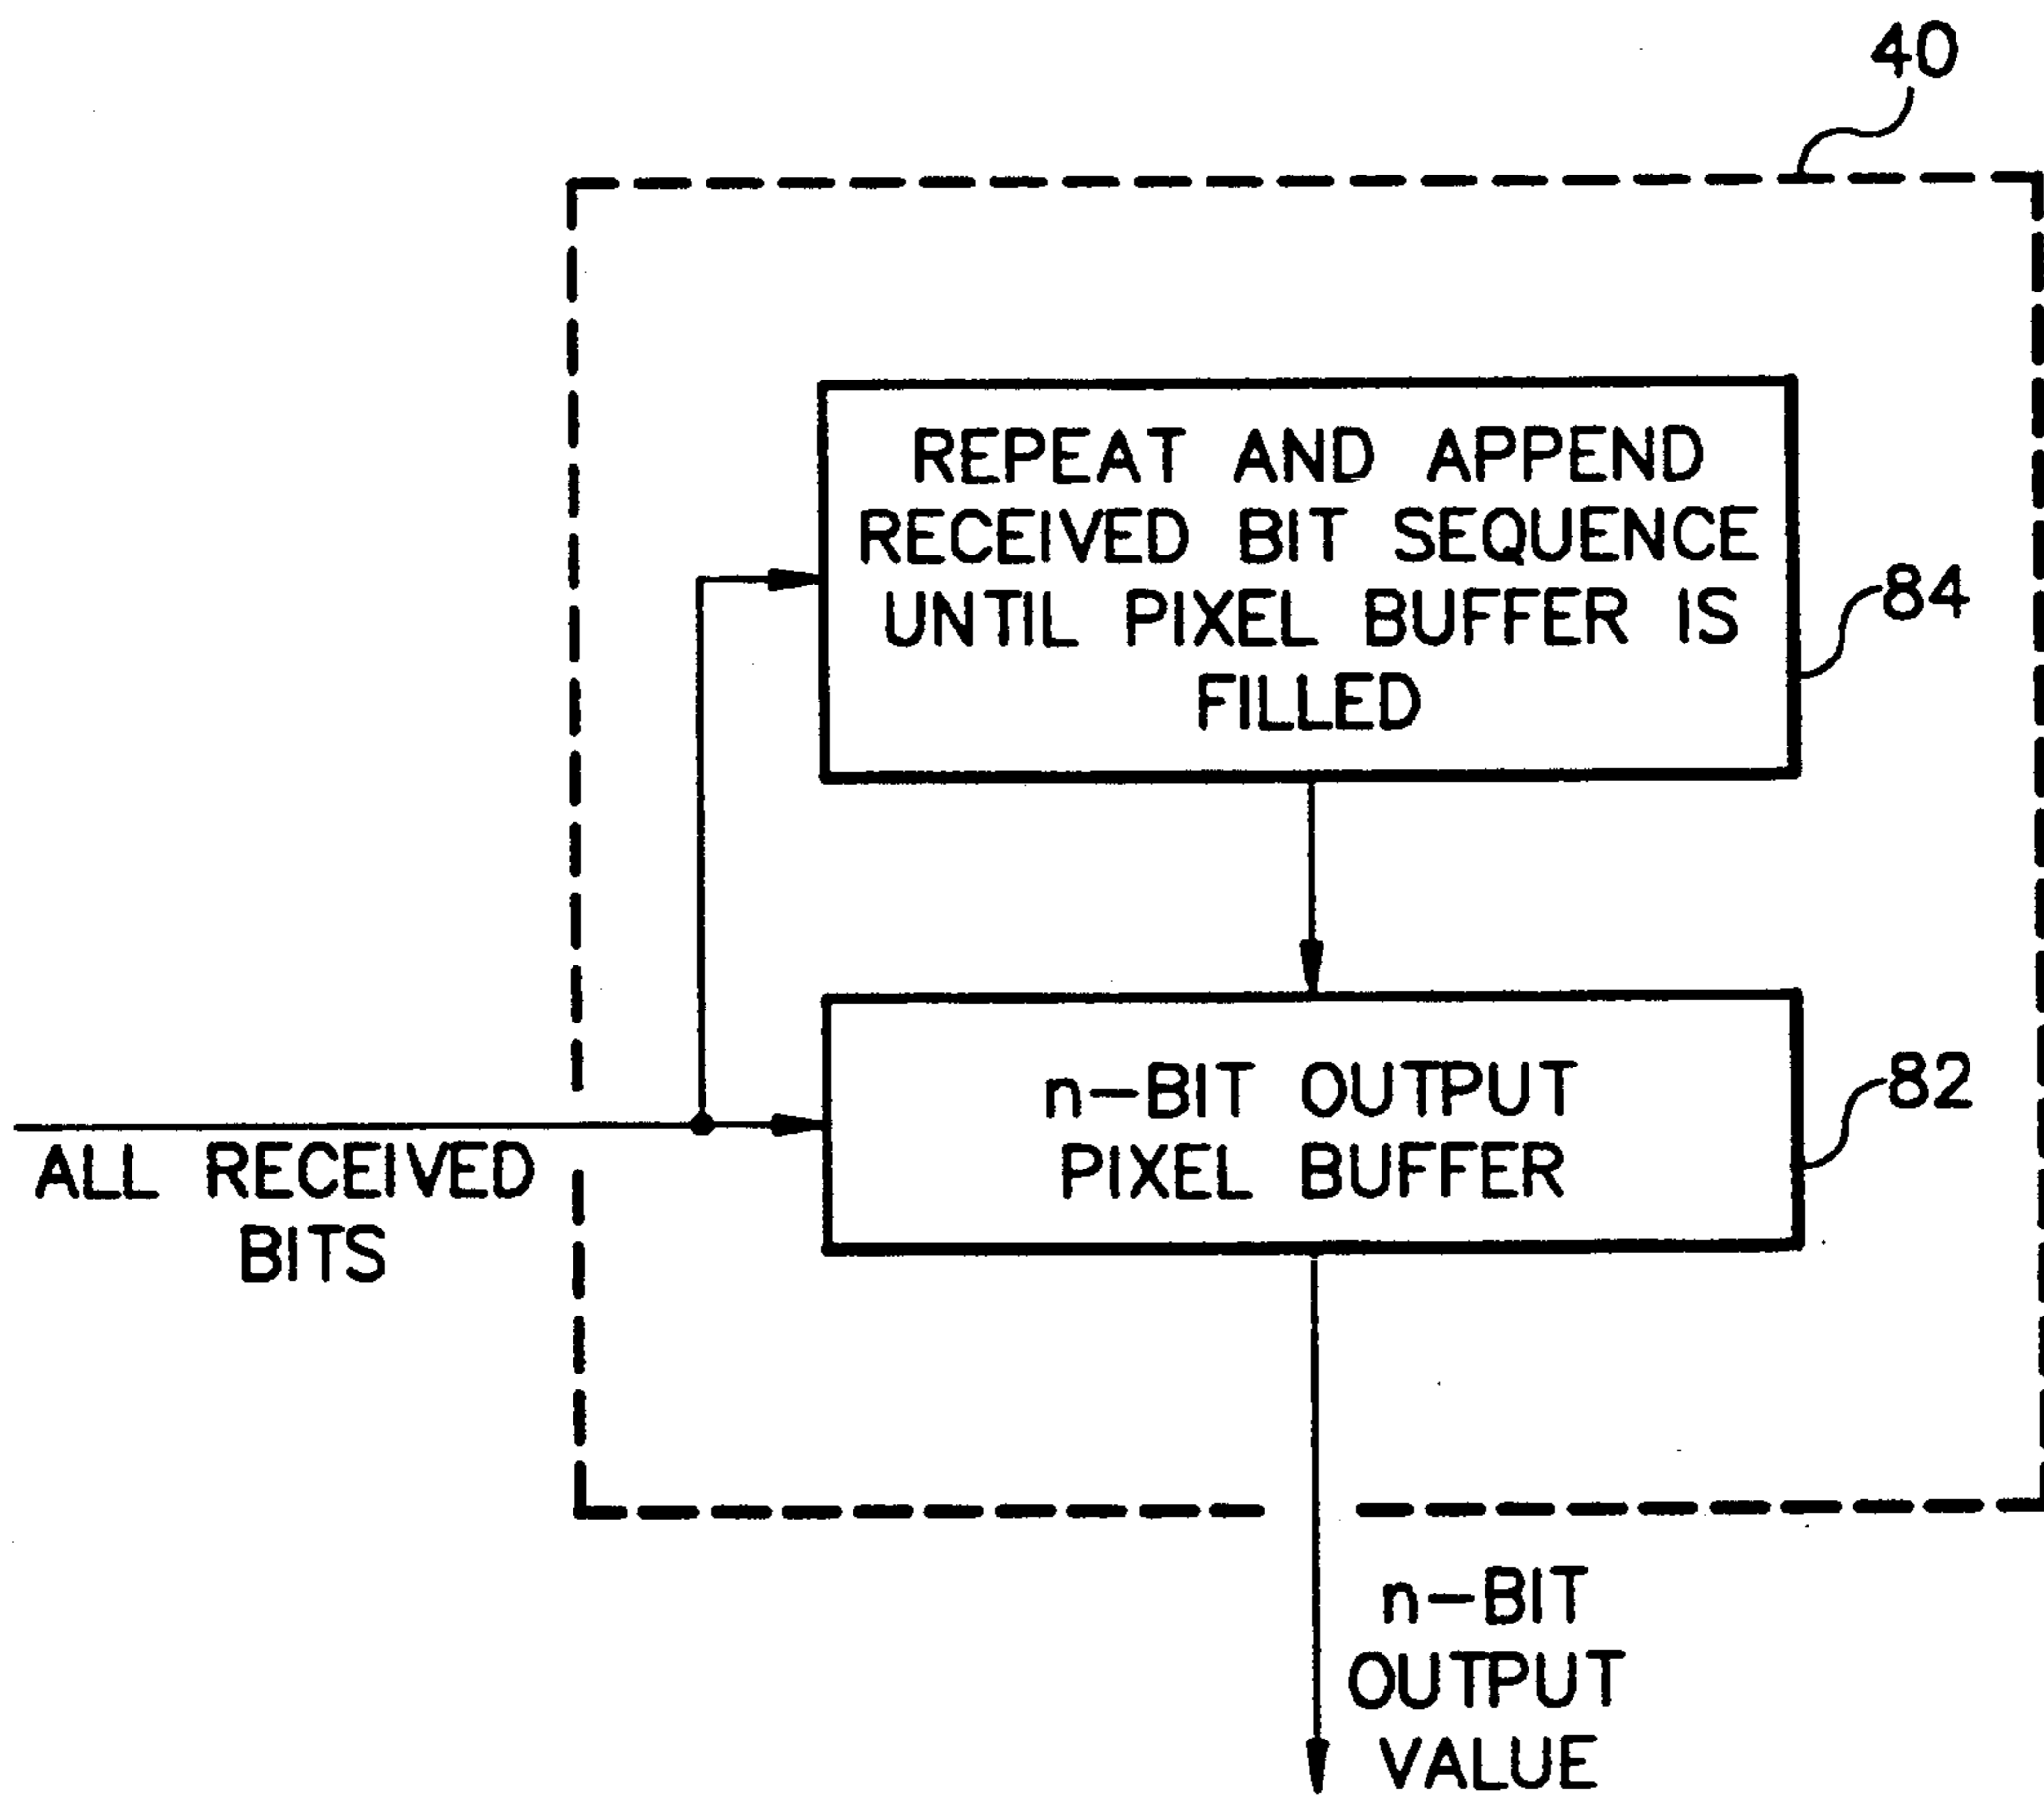 40
REPEAT AND APPEND
RECEIVED BIT SEQUENCE
UNTIL PIXEL BUFFER IS
FILLED
84
n-BIT OUTPUT
PIXEL BUFFER
82
ALL RECEIVED
BITS
n-BIT
OUTPUT
VALUE